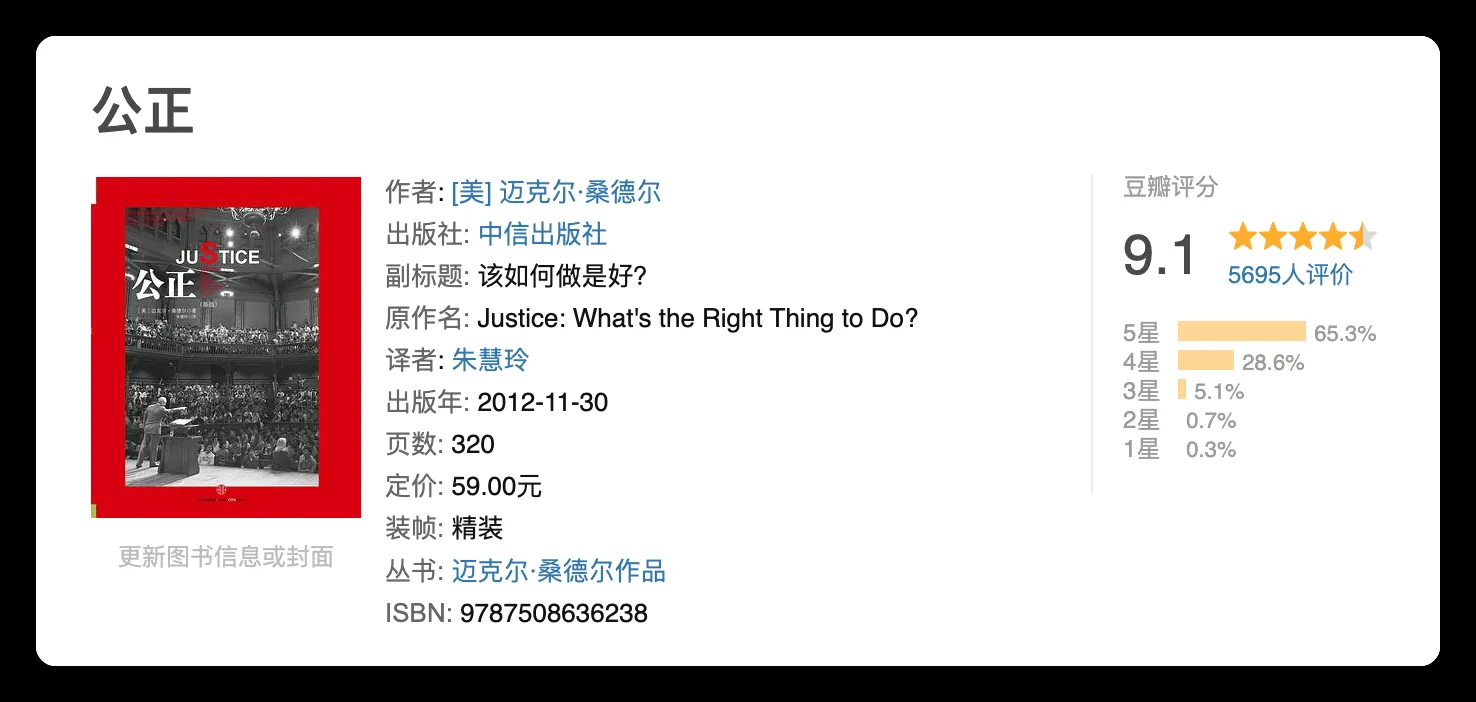 公正
JUSTICE
公正
(新版)
[美] 迈克尔·桑德尔 著
朱慧玲 译
更新图书信息或封面
作者: [美] 迈克尔·桑德尔
出版社: 中信出版社
副标题: 该如何做是好?
原作名: Justice: What's the Right Thing to Do?
译者: 朱慧玲
出版年: 2012-11-30
页数: 320
定价: 59.00元
装帧: 精装
丛书: 迈克尔·桑德尔作品
ISBN: 9787508636238
豆瓣评分
9.1
5695人评价
5星 65.3%
4星 28.6%
3星 5.1%
2星 0.7%
1星 0.3%